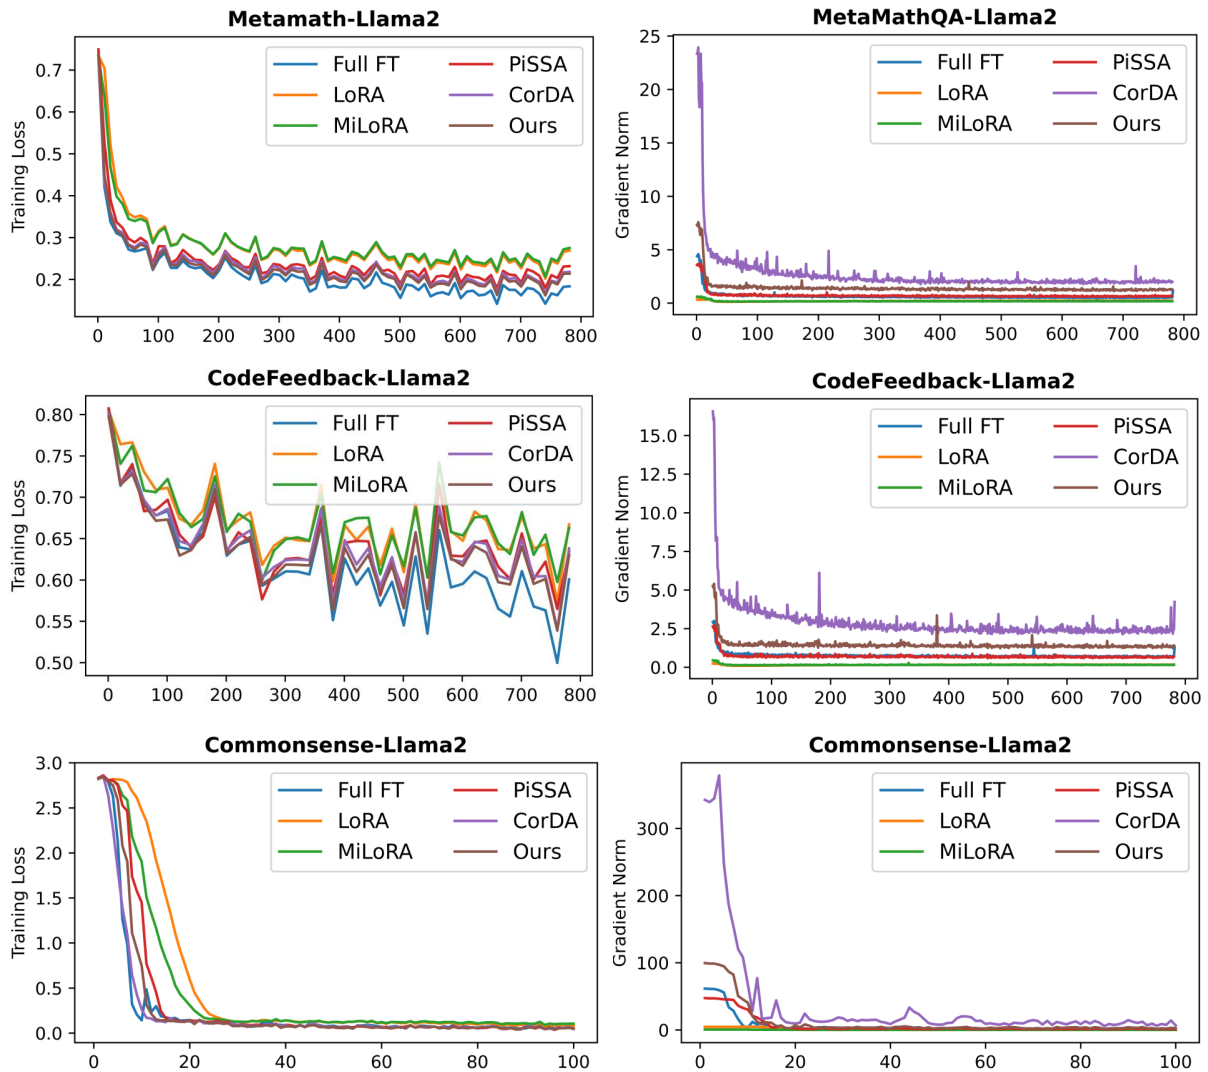 Metamath-Llama2
Training Loss
0.7
0.6
0.5
0.4
0.3
0.2
0 100 200 300 400 500 600 700 800
Full FT PiSSA
LoRA CorDA
MiLoRA Ours
MetaMathQA-Llama2
Gradient Norm
25
20
15
10
5
0
0 100 200 300 400 500 600 700 800
Full FT PiSSA
LoRA CorDA
MiLoRA Ours
CodeFeedback-Llama2
Training Loss
0.80
0.75
0.70
0.65
0.60
0.55
0.50
0 100 200 300 400 500 600 700 800
Full FT PiSSA
LoRA CorDA
MiLoRA Ours
CodeFeedback-Llama2
Gradient Norm
15.0
12.5
10.0
7.5
5.0
2.5
0.0
0 100 200 300 400 500 600 700 800
Full FT PiSSA
LoRA CorDA
MiLoRA Ours
Commonsense-Llama2
Training Loss
3.0
2.5
2.0
1.5
1.0
0.5
0.0
0 20 40 60 80 100
Full FT PiSSA
LoRA CorDA
MiLoRA Ours
Commonsense-Llama2
Gradient Norm
300
200
100
0
0 20 40 60 80 100
Full FT PiSSA
LoRA CorDA
MiLoRA Ours